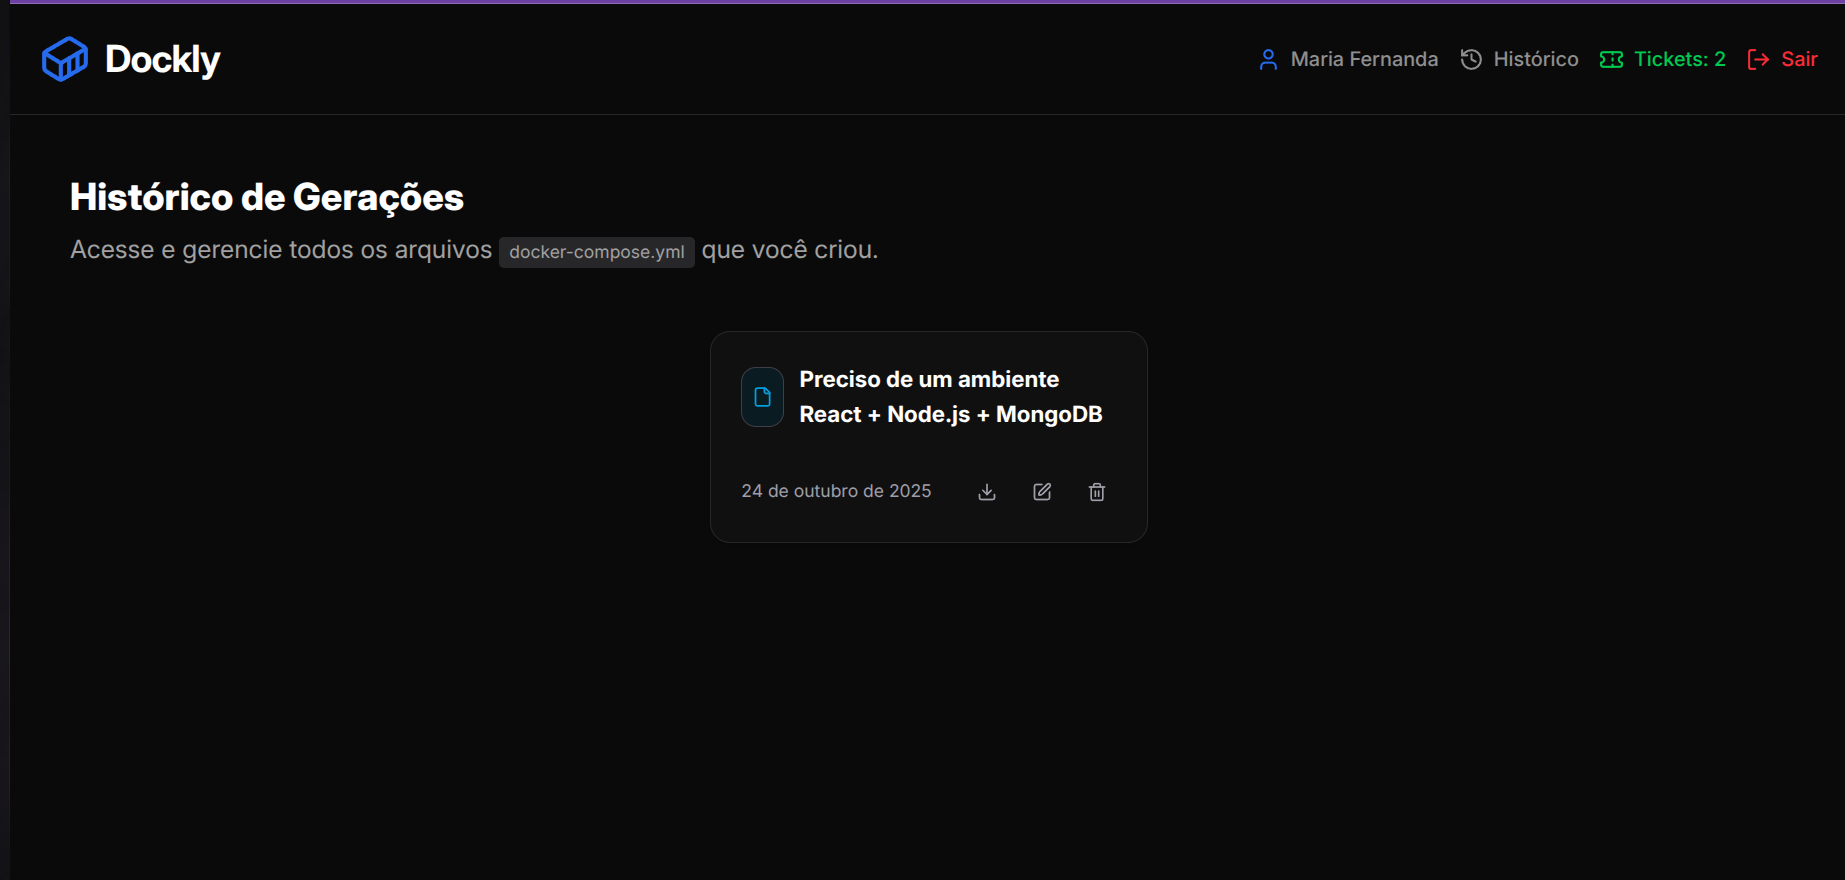 Dockly
Maria Fernanda Histórico Tickets: 2 Sair
Histórico de Gerações
Acesse e gerencie todos os arquivos docker-compose.yml que você criou.
Preciso de um ambiente
React + Node.js + MongoDB
24 de outubro de 2025